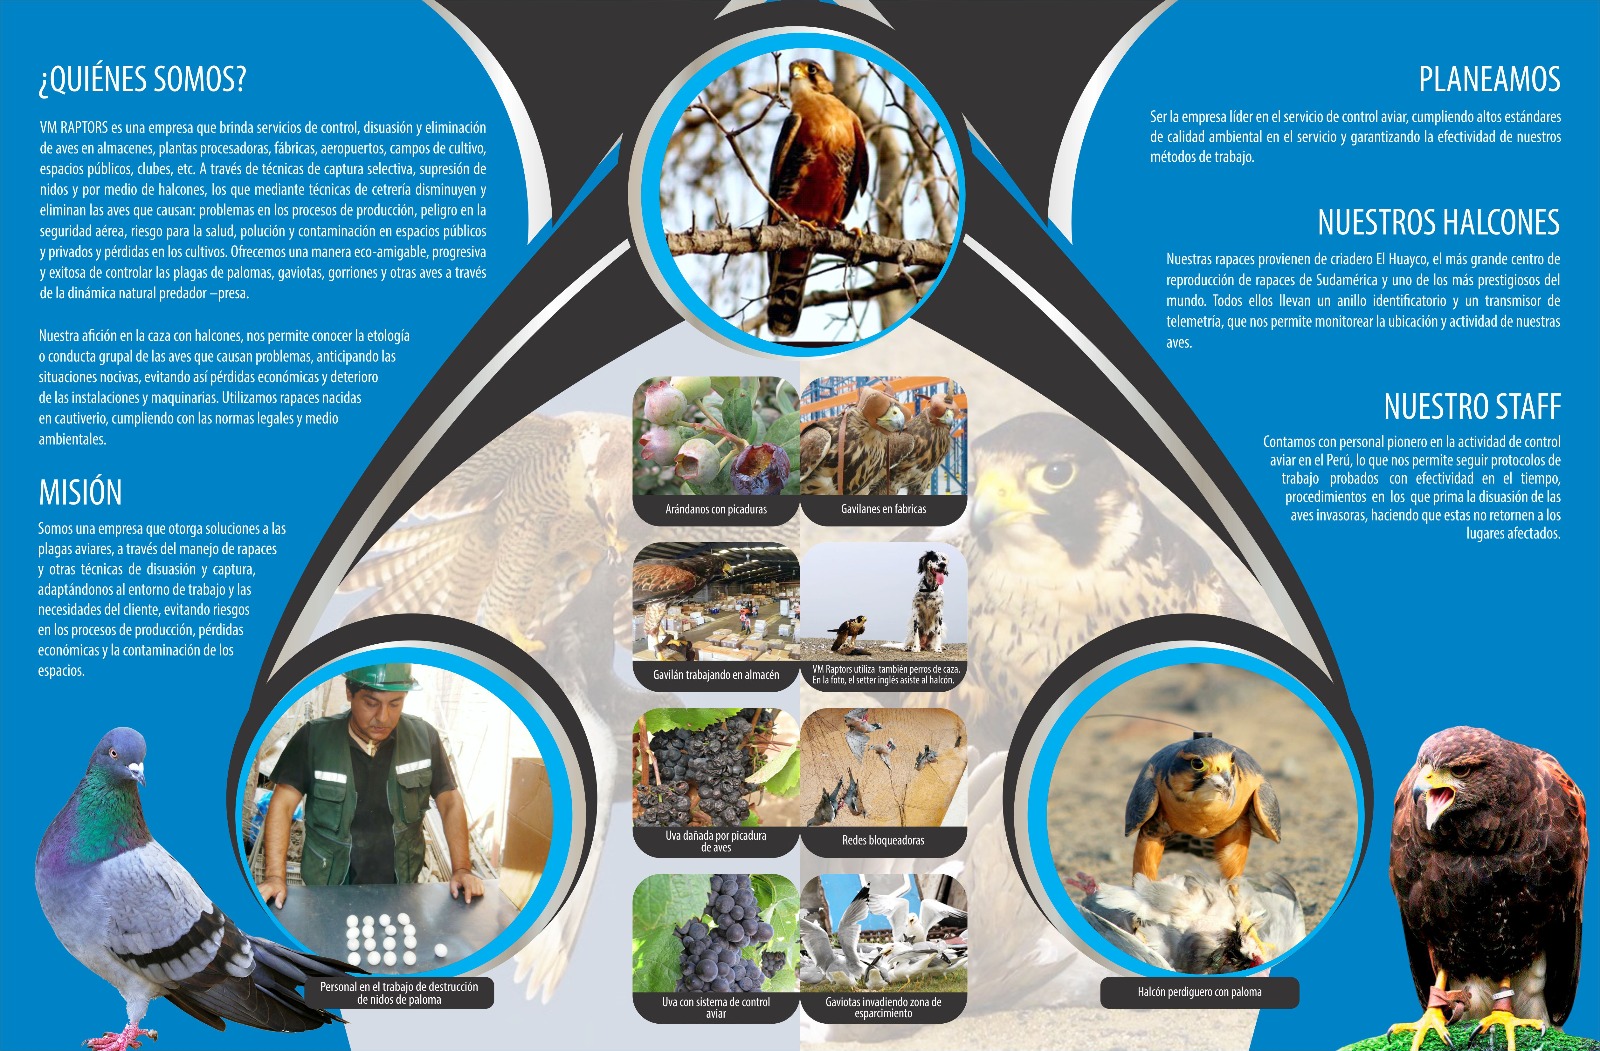 ¿QUIÉNES SOMOS?
VM RAPTORS es una empresa que brinda servicios de control, disuasión y eliminación
de aves en almacenes, plantas procesadoras, fábricas, aeropuertos, campos de cultivo,
espacios públicos, clubes, etc. A través de técnicas de captura selectiva, supresión de
nidos y por medio de halcones, los que mediante técnicas de cetrería disminuyen y
eliminan las aves que causan: problemas en los procesos de producción, peligro en la
seguridad aérea, riesgo para la salud, polución y contaminación en espacios públicos
y privados y pérdidas en los cultivos. Ofrecemos una manera eco-amigable, progresiva
y exitosa de controlar las plagas de palomas, gaviotas, gorriones y otras aves a través
de la dinámica natural predador –presa.
Nuestra afición en la caza con halcones, nos permite conocer la etología
o conducta grupal de las aves que causan problemas, anticipando las
situaciones nocivas, evitando así pérdidas económicas y deterioro
de las instalaciones y maquinarias. Utilizamos rapaces nacidas
en cautiverio, cumpliendo con las normas legales y medio
ambientales.
MISIÓN
Somos una empresa que otorga soluciones a las
plagas aviares, a través del manejo de rapaces
y otras técnicas de disuasión y captura,
adaptándonos al entorno de trabajo y las
necesidades del cliente, evitando riesgos
en los procesos de producción, pérdidas
económicas y la contaminación de los
espacios.
Personal en el trabajo de destrucción
de nidos de paloma
Arándanos con picaduras
Gavilanes en fabricas
Gavilán trabajando en almacén
VM Raptors utiliza también perros de caza.
En la foto, el setter inglés asiste al halcón.
Uva dañada por picadura
de aves
Redes bloqueadoras
Uva con sistema de control
aviar
Gaviotas invadiendo zona de
esparcimiento
PLANEAMOS
Ser la empresa líder en el servicio de control aviar, cumpliendo altos estándares
de calidad ambiental en el servicio y garantizando la efectividad de nuestros
métodos de trabajo.
NUESTROS HALCONES
Nuestras rapaces provienen de criadero El Huayco, el más grande centro de
reproducción de rapaces de Sudamérica y uno de los más prestigiosos del
mundo. Todos ellos llevan un anillo identificatorio y un transmisor de
telemetría, que nos permite monitorear la ubicación y actividad de nuestras
aves.
NUESTRO STAFF
Contamos con personal pionero en la actividad de control
aviar en el Perú, lo que nos permite seguir protocolos de
trabajo probados con efectividad en el tiempo,
procedimientos en los que prima la disuasión de las
aves invasoras, haciendo que estas no retornen a los
lugares afectados.
Halcón perdiguero con paloma